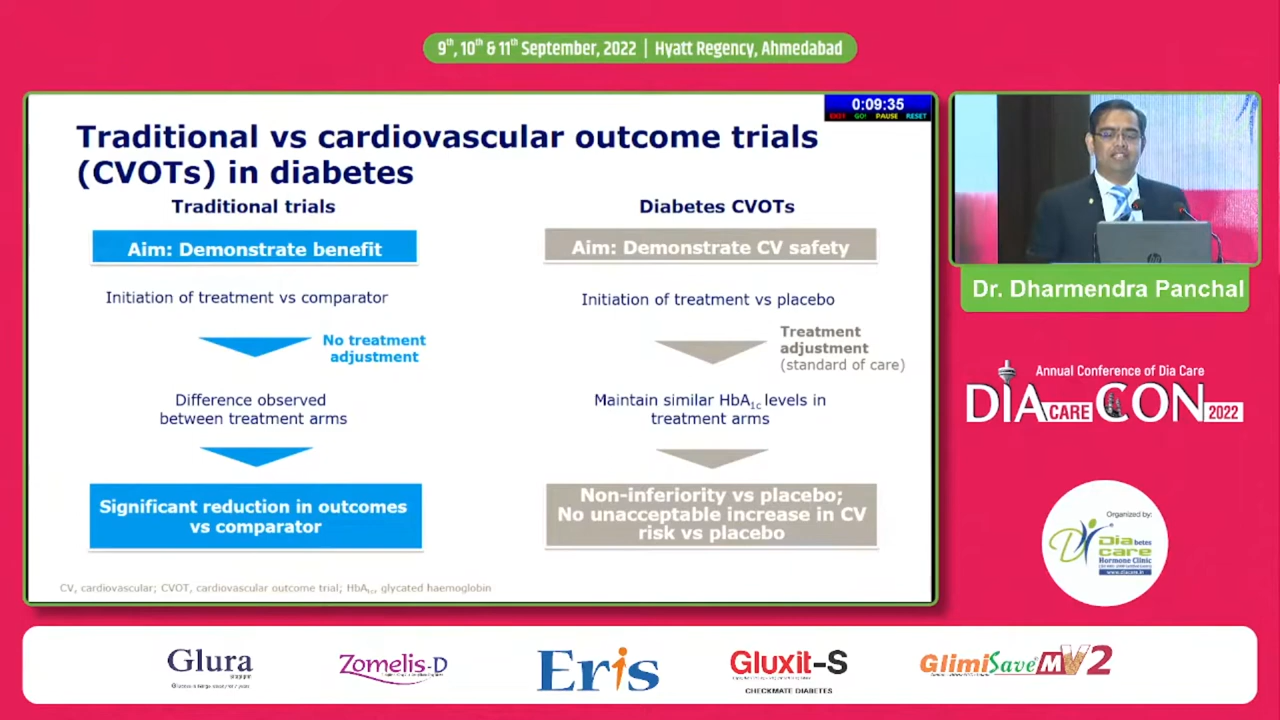 9th, 10th & 11th September, 2022 | Hyatt Regency, Ahmedabad
0:09:35
EXIT GO! PAUSE RESET
Traditional vs cardiovascular outcome trials
(CVOTs) in diabetes
Traditional trials
Aim: Demonstrate benefit
Initiation of treatment vs comparator
No treatment
adjustment
Difference observed
between treatment arms
Significant reduction in outcomes
vs comparator
Diabetes CVOTs
Aim: Demonstrate CV safety
Initiation of treatment vs placebo
Treatment
adjustment
(standard of care)
Maintain similar HbA1c levels in
treatment arms
Non-inferiority vs placebo;
No unacceptable increase in CV
risk vs placebo
CV, cardiovascular; CVOT, cardiovascular outcome trial; HbA1c, glycated haemoglobin
hp
Dr. Dharmendra Panchal
Annual Conference of Dia Care
DIA CARE CON 2022
Organized by:
Diabetes
care
Hormone Clinic
www.diacare.in
Glura
Zomelis-D
Eris
Gluxit-S
CHECKMATE DIABETES
GlimiSave MV2